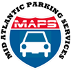 MAPS
MID ATLANTIC PARKING SERVICES